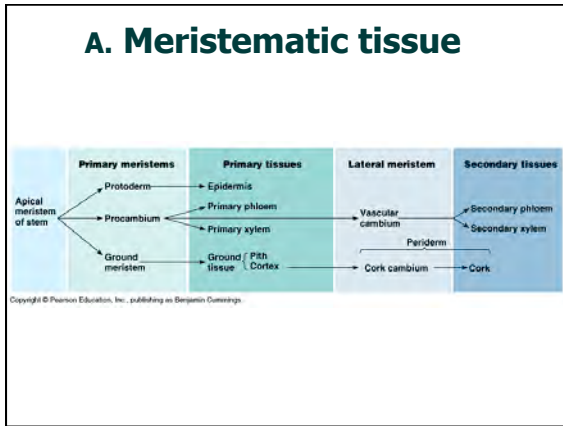 A. Meristematic tissue
Primary meristems
Primary tissues
Lateral meristem
Secondary tissues
Apical
meristem
of stem
Protoderm
Epidermis
Procambium
Primary phloem
Primary xylem
Vascular
cambium
Secondary phloem
Secondary xylem
Periderm
Ground
meristem
Ground
tissue
Pith
Cortex
Cork cambium
Cork
Copyright © Pearson Education, Inc., publishing as Benjamin Cummings.